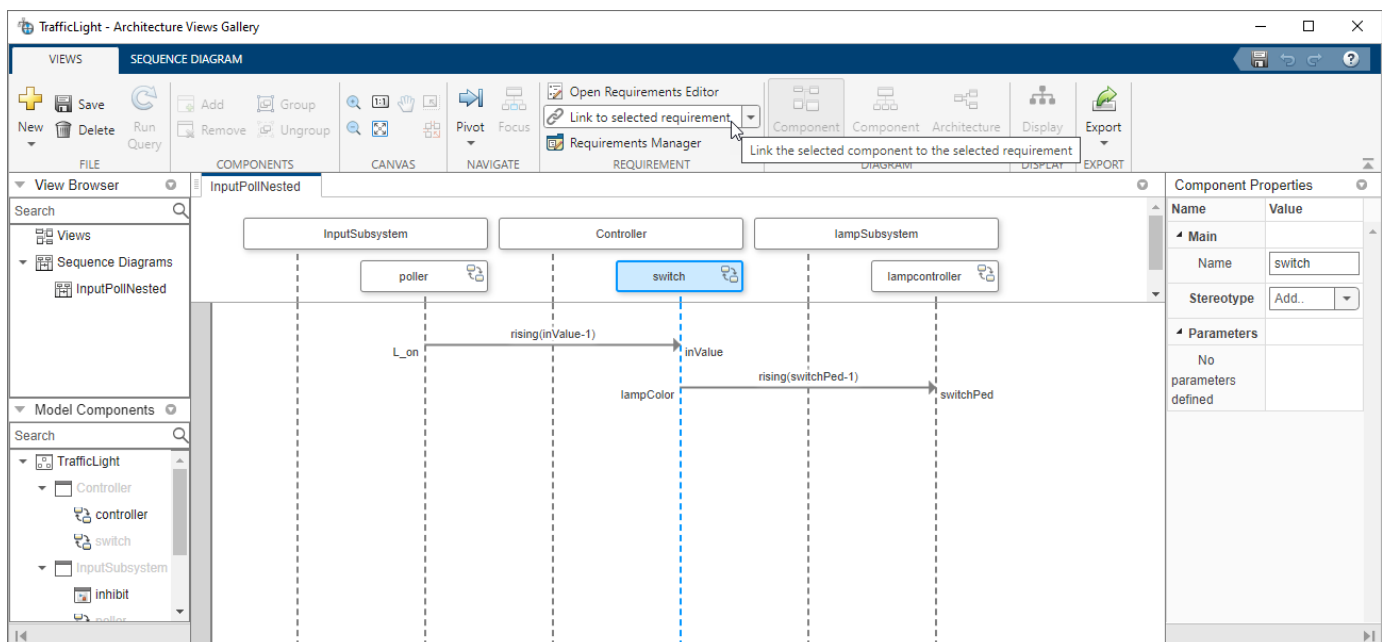 TrafficLight - Architecture Views Gallery
VIEWS
SEQUENCE DIAGRAM
New
Save
Delete
Run
Query
FILE
Add
Remove
Group
Ungroup
COMPONENTS
1:1
CANVAS
Pivot
Focus
NAVIGATE
Open Requirements Editor
Link to selected requirement
Requirements Manager
REQUIREMENT
Component
Component
Architecture
DIAGRAM
Display
DISPLAY
Export
EXPORT
Link the selected component to the selected requirement
View Browser
Search
Views
Sequence Diagrams
InputPollNested
Model Components
Search
TrafficLight
Controller
controller
switch
InputSubsystem
inhibit
poller
InputPollNested
InputSubsystem
Controller
lampSubsystem
poller
switch
lampcontroller
rising(inValue-1)
L_on
inValue
rising(switchPed-1)
lampColor
switchPed
Component Properties
Name Value
Main
Name switch
Stereotype Add..
Parameters
No
parameters
defined